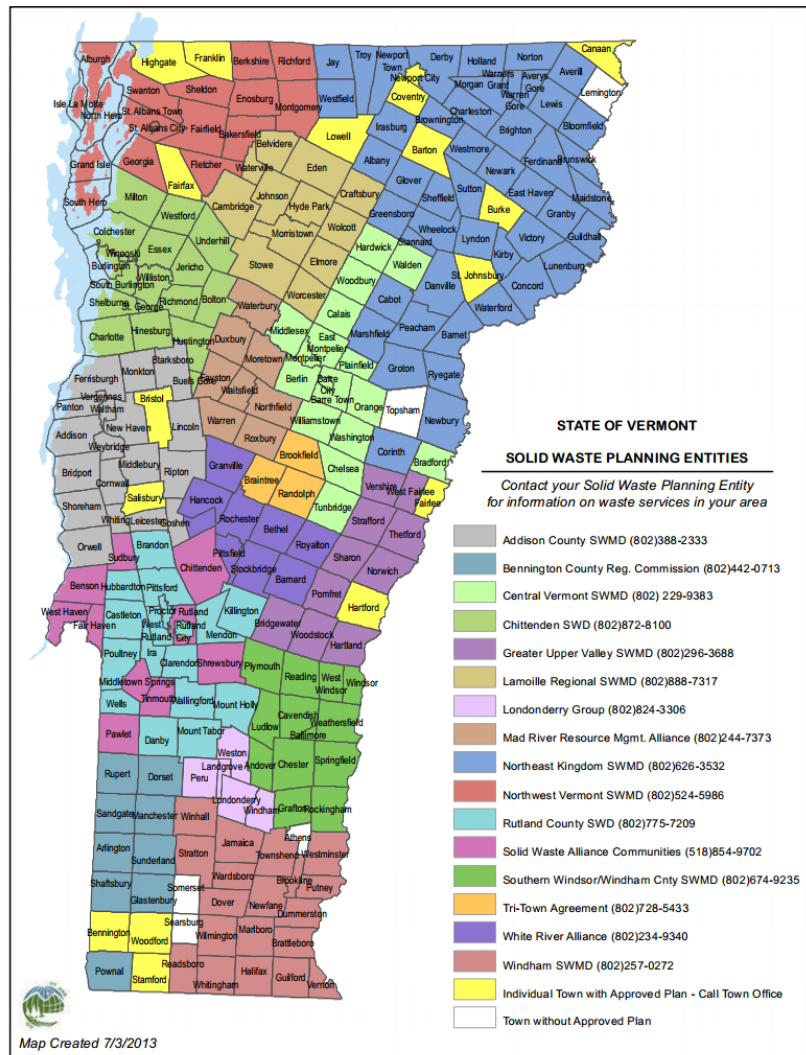 Alburgh
Highgate
Franklin
Berkshire
Richford
Jay
Troy
Newport
Town
Derby
Holland
Norton
Canaan
Averill
Newport City
Warners
Grant
Averys
Gore
Morgan
Warren
Gore
Lewis
Lemington
Isle La Motte
Swanton
Sheldon
Enosburg
Montgomery
Westfield
Coventry
Brownington
Charleston
Bloomfield
North Hero
St. Albans Town
St. Albans City
Fairfield
Bakersfield
Lowell
Irasburg
Brighton
Belvidere
Barton
Westmore
Ferdinand
Brunswick
Grand Isle
Georgia
Fletcher
Waterville
Eden
Albany
Newark
Fairfax
Glover
Sutton
East Haven
Maidstone
South Hero
Milton
Cambridge
Johnson
Hyde Park
Craftsbury
Sheffield
Burke
Granby
Westford
Greensboro
Wheelock
Guildhall
Colchester
Underhill
Morristown
Wolcott
Stannard
Lyndon
Victory
Essex
Hardwick
Kirby
Winooski
Burlington
Jericho
Stowe
Elmore
Walden
St. Johnsbury
Lunenburg
Williston
South Burlington
Woodbury
Danville
Concord
Shelburne
St. George
Richmond
Bolton
Worcester
Cabot
Waterford
Waterbury
Calais
Peacham
Charlotte
Hinesburg
Huntington
Duxbury
Middlesex
East
Montpelier
Marshfield
Barnet
Starksboro
Moretown
Montpelier
Plainfield
Groton
Ferrisburgh
Monkton
Buels Gore
Fayston
Berlin
Barre
City
Ryegate
Vergennes
Waitsfield
Barre Town
Panton
Waltham
Bristol
Orange
Topsham
New Haven
Lincoln
Warren
Northfield
Williamstown
Newbury
Addison
Weybridge
Roxbury
Washington
Middlebury
Brookfield
Corinth
Bradford
Bridport
Cornwall
Ripton
Granville
Braintree
Chelsea
Salisbury
Hancock
Randolph
Vershire
West Fairlee
Fairlee
Shoreham
Tunbridge
Whiting
Leicester
Goshen
Rochester
Strafford
Thetford
Orwell
Brandon
Bethel
Sudbury
Pittsfield
Royalton
Sharon
Chittenden
Stockbridge
Norwich
Benson
Hubbardton
Pittsford
Barnard
Pomfret
Hartford
West Haven
Castleton
Proctor
Rutland
Killington
Fair Haven
West
Rutland
Rutland
City
Mendon
Bridgewater
Woodstock
Hartland
Poultney
Ira
Clarendon
Shrewsbury
Plymouth
Reading
West
Windsor
Windsor
Middletown Springs
Tinmouth
Wallingford
Mount Holly
Wells
Cavendish
Weathersfield
Ludlow
Baltimore
Pawlet
Danby
Mount Tabor
Weston
Andover
Chester
Springfield
Rupert
Dorset
Peru
Landgrove
Londonderry
Windham
Grafton
Rockingham
Sandgate
Manchester
Winhall
Athens
Jamaica
Townshend
Westminster
Arlington
Sunderland
Stratton
Wardsboro
Brookline
Putney
Shaftsbury
Glastenbury
Somerset
Dover
Newfane
Dummerston
Searsburg
Bennington
Woodford
Wilmington
Marlboro
Brattleboro
Readsboro
Pownal
Stamford
Whitingham
Halifax
Guilford
Vernon
STATE OF VERMONT
SOLID WASTE PLANNING ENTITIES
Contact your Solid Waste Planning Entity
for information on waste services in your area
Addison County SWMD (802)388-2333
Bennington County Reg. Commission (802)442-0713
Central Vermont SWMD (802) 229-9383
Chittenden SWD (802)872-8100
Greater Upper Valley SWMD (802)296-3688
Lamoille Regional SWMD (802)888-7317
Londonderry Group (802)824-3306
Mad River Resource Mgmt. Alliance (802)244-7373
Northeast Kingdom SWMD (802)626-3532
Northwest Vermont SWMD (802)524-5986
Rutland County SWD (802)775-7209
Solid Waste Alliance Communities (518)854-9702
Southern Windsor/Windham Cnty SWMD (802)674-9235
Tri-Town Agreement (802)728-5433
White River Alliance (802)234-9340
Windham SWMD (802)257-0272
Individual Town with Approved Plan - Call Town Office
Town without Approved Plan
Map Created 7/3/2013